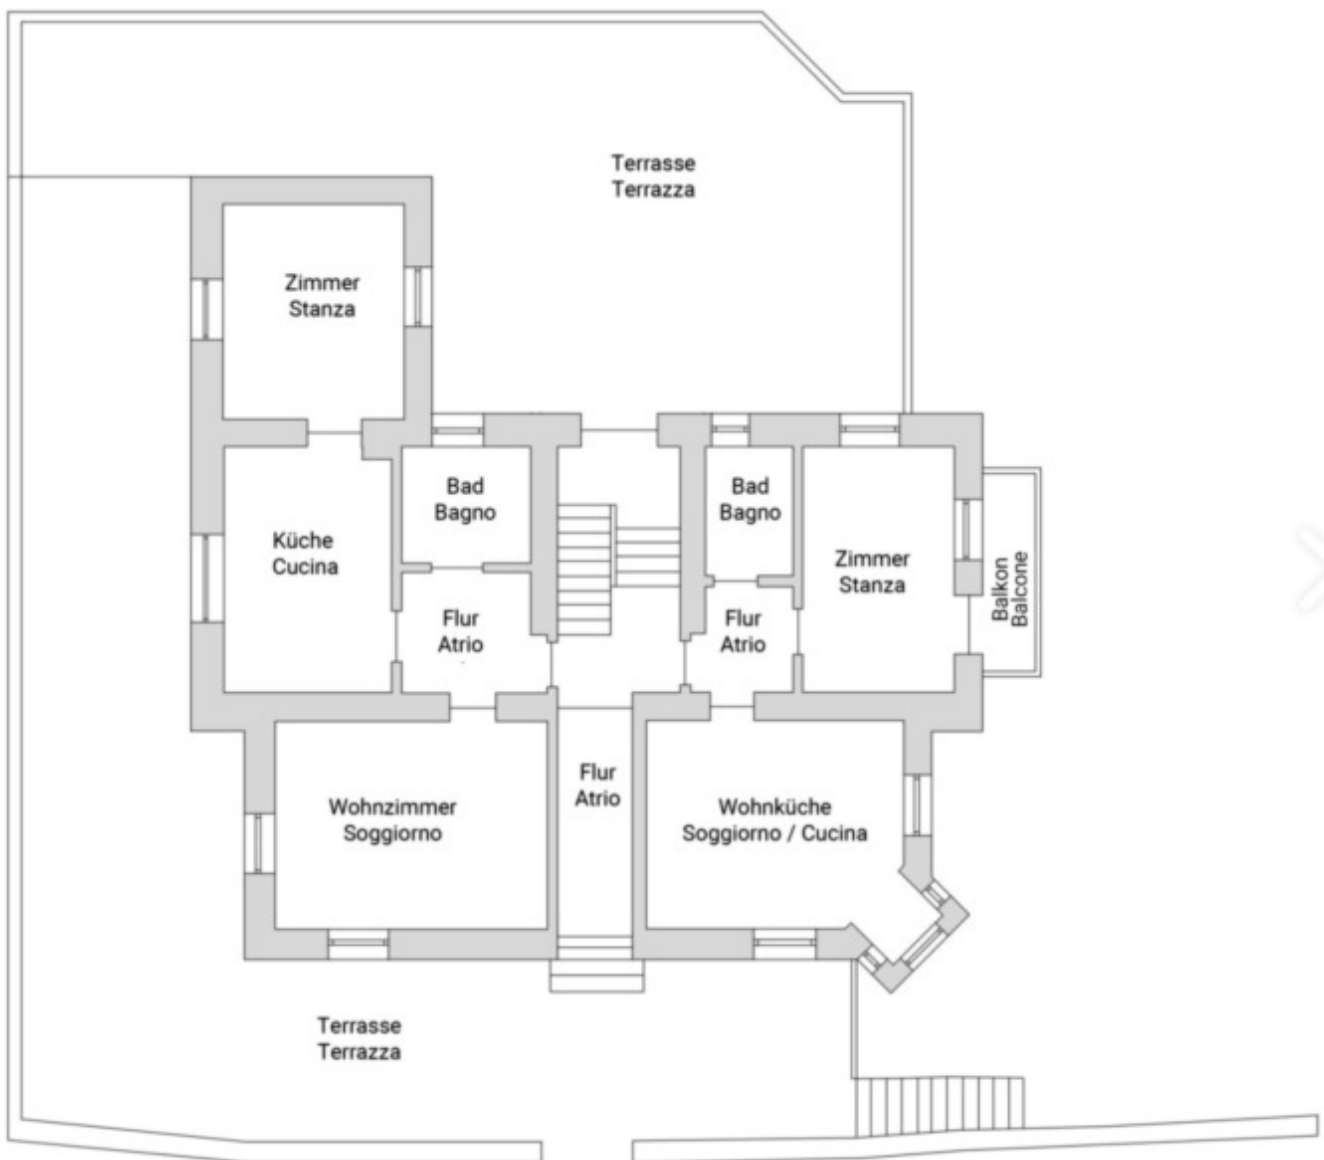 Terrasse
Terrazza
Zimmer
Stanza
Bad
Bagno
Bad
Bagno
Küche
Cucina
Zimmer
Stanza
Balkon
Balcone
Flur
Atrio
Flur
Atrio
Flur
Atrio
Wohnzimmer
Soggiorno
Wohnküche
Soggiorno / Cucina
Terrasse
Terrazza